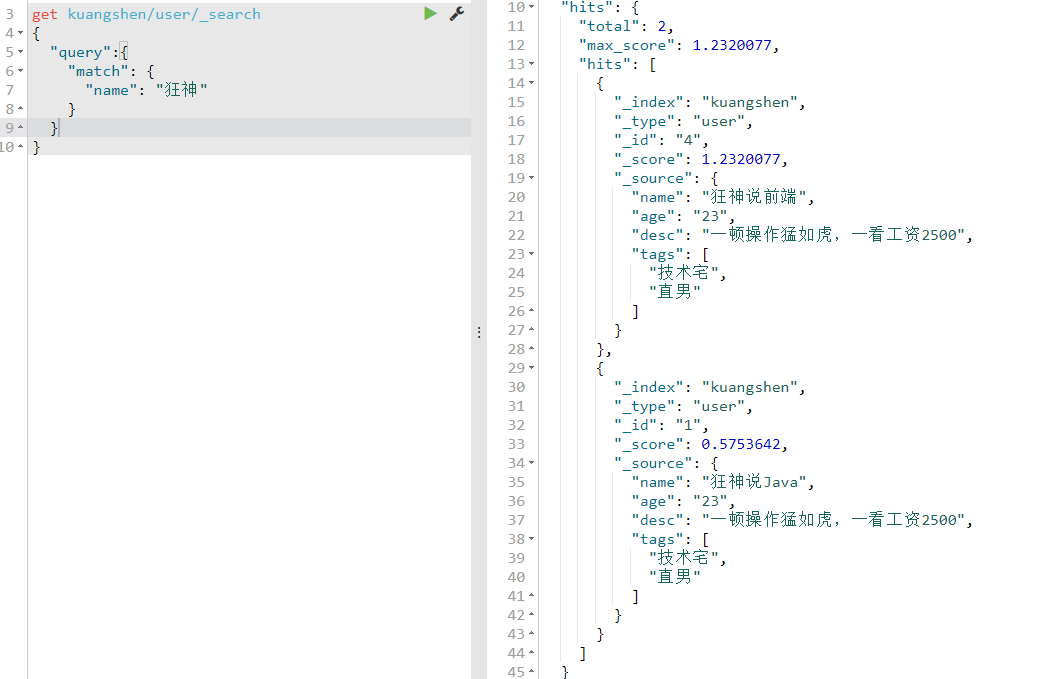 3 get kuangshen/user/_search
4 {
5 "query":{
6 "match": {
7 "name": "狂神"
8 }
9 }
10 }
10 "hits": {
11 "total": 2,
12 "max_score": 1.2320077,
13 "hits": [
14 {
15 "_index": "kuangshen",
16 "_type": "user",
17 "_id": "4",
18 "_score": 1.2320077,
19 "_source": {
20 "name": "狂神说前端",
21 "age": "23",
22 "desc": "一顿操作猛如虎，一看工资2500",
23 "tags": [
24 "技术宅",
25 "直男"
26 ]
27 }
28 },
29 {
30 "_index": "kuangshen",
31 "_type": "user",
32 "_id": "1",
33 "_score": 0.5753642,
34 "_source": {
35 "name": "狂神说Java",
36 "age": "23",
37 "desc": "一顿操作猛如虎，一看工资2500",
38 "tags": [
39 "技术宅",
40 "直男"
41 ]
42 }
43 }
44 ]
45 }